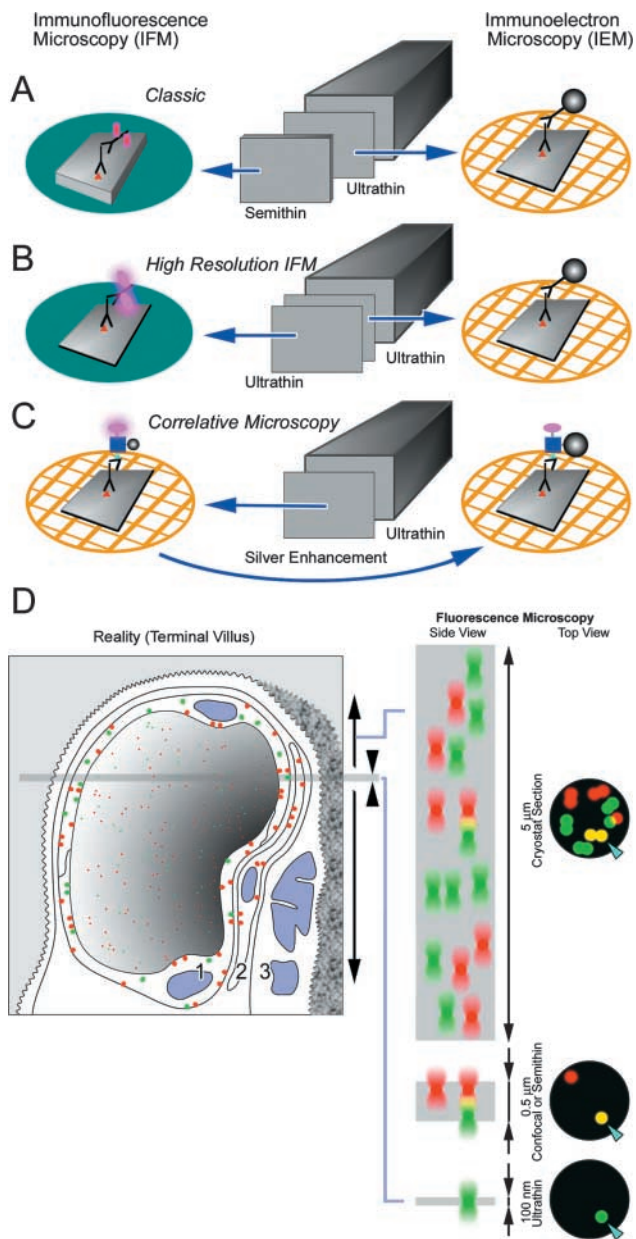 Immunofluorescence
Microscopy (IFM)
Immunoelectron
Microscopy (IEM)
A
Classic
Ultrathin
Semithin
B
High Resolution IFM
Ultrathin
Ultrathin
C
Correlative Microscopy
Ultrathin
Silver Enhancement
D
Reality (Terminal Villus)
Fluorescence Microscopy
Side View
Top View
5 µm
Cryostat Section
1
2
3
0.5 µm
Confocal or Semithin
100 nm
Ultrathin